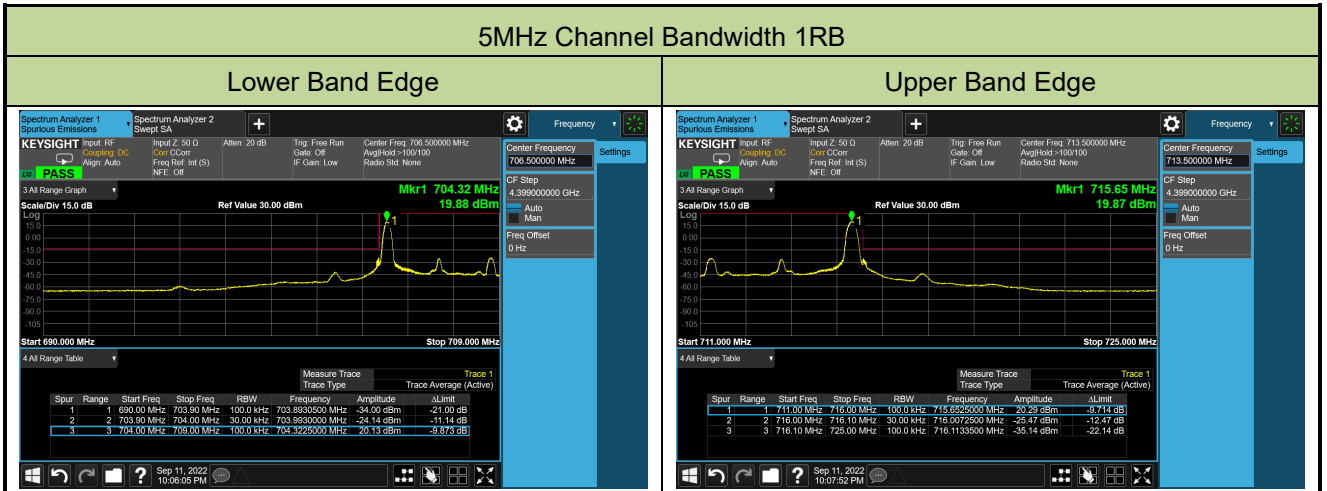 5MHz Channel Bandwidth 1RB
Lower Band Edge
Upper Band Edge
Spectrum Analyzer 1
Spurious Emissions
Spectrum Analyzer 2
Swept SA
Frequency
KEYSIGHT
Input: RF
Coupling: DC
Align: Auto
Input Z: 50 Ω
Corr CCorr
Freq Ref: Int (S)
NFE: Off
Atten: 20 dB
Trig: Free Run
Gate: Off
IF Gain: Low
Center Freq: 706.500000 MHz
Avg|Hold:>100/100
Radio Std: None
LXI PASS
Center Frequency
706.500000 MHz
Settings
CF Step
4.399000000 GHz
Auto
Man
Freq Offset
0 Hz
3 All Range Graph
Mkr1 704.32 MHz
Scale/Div 15.0 dB
Ref Value 30.00 dBm
19.88 dBm
Log
15.0
0.00
-15.0
-30.0
-45.0
-60.0
-75.0
-90.0
-105
1
Start 690.000 MHz
Stop 709.000 MHz
4 All Range Table
Measure Trace Trace 1
Trace Type Trace Average (Active)
Spur Range Start Freq Stop Freq RBW Frequency Amplitude ΔLimit
1 1 690.00 MHz 703.90 MHz 100.0 kHz 703.8930500 MHz -34.00 dBm -21.00 dB
2 2 703.90 MHz 704.00 MHz 30.00 kHz 703.9930000 MHz -24.14 dBm -11.14 dB
3 3 704.00 MHz 709.00 MHz 100.0 kHz 704.3225000 MHz 20.13 dBm -9.873 dB
Sep 11, 2022
10:06:05 PM
Spectrum Analyzer 1
Spurious Emissions
Spectrum Analyzer 2
Swept SA
Frequency
KEYSIGHT
Input: RF
Coupling: DC
Align: Auto
Input Z: 50 Ω
Corr CCorr
Freq Ref: Int (S)
NFE: Off
Atten: 20 dB
Trig: Free Run
Gate: Off
IF Gain: Low
Center Freq: 713.500000 MHz
Avg|Hold:>100/100
Radio Std: None
LXI PASS
Center Frequency
713.500000 MHz
Settings
CF Step
4.399000000 GHz
Auto
Man
Freq Offset
0 Hz
3 All Range Graph
Mkr1 715.65 MHz
Scale/Div 15.0 dB
Ref Value 30.00 dBm
19.87 dBm
Log
15.0
0.00
-15.0
-30.0
-45.0
-60.0
-75.0
-90.0
-105
1
Start 711.000 MHz
Stop 725.000 MHz
4 All Range Table
Measure Trace Trace 1
Trace Type Trace Average (Active)
Spur Range Start Freq Stop Freq RBW Frequency Amplitude ΔLimit
1 1 711.00 MHz 716.00 MHz 100.0 kHz 715.6525000 MHz 20.29 dBm -9.714 dB
2 2 716.00 MHz 716.10 MHz 30.00 kHz 716.0072500 MHz -25.47 dBm -12.47 dB
3 3 716.10 MHz 725.00 MHz 100.0 kHz 716.1133500 MHz -35.14 dBm -22.14 dB
Sep 11, 2022
10:07:52 PM